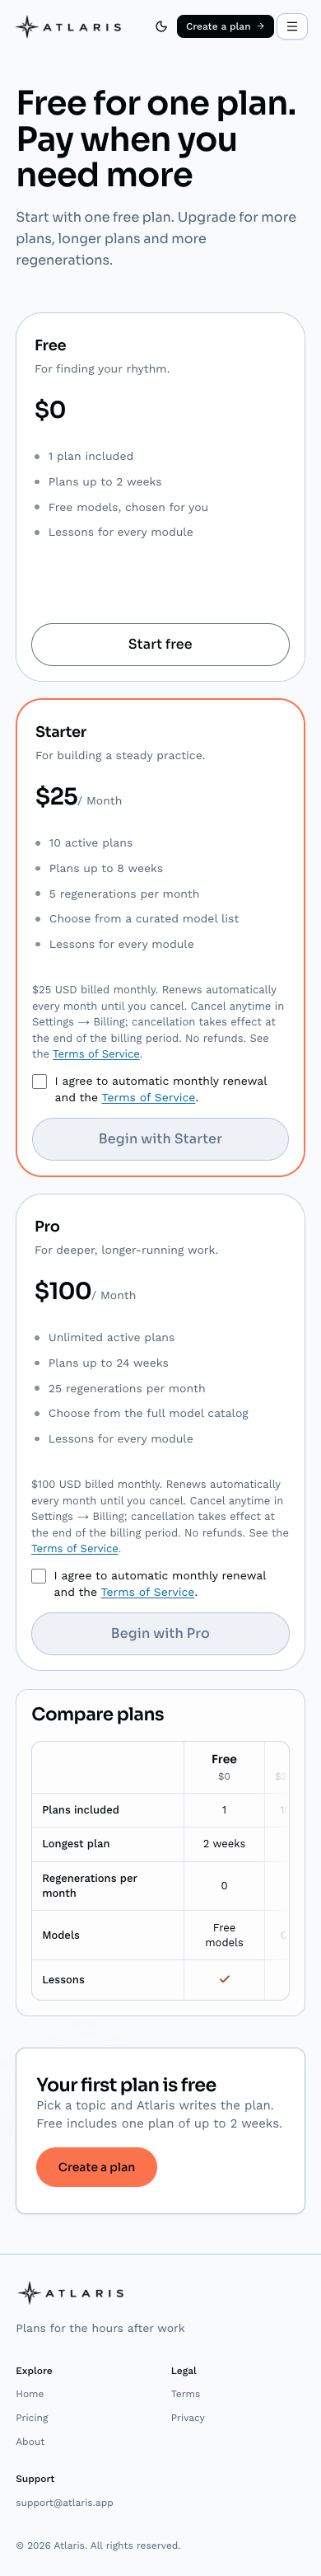 ATLARIS
Create a plan →
Free for one plan.
Pay when you
need more
Start with one free plan. Upgrade for more
plans, longer plans and more
regenerations.
Free
For finding your rhythm.
$0
1 plan included
Plans up to 2 weeks
Free models, chosen for you
Lessons for every module
Start free
Starter
For building a steady practice.
$25/ Month
10 active plans
Plans up to 8 weeks
5 regenerations per month
Choose from a curated model list
Lessons for every module
$25 USD billed monthly. Renews automatically
every month until you cancel. Cancel anytime in
Settings → Billing; cancellation takes effect at
the end of the billing period. No refunds. See
the Terms of Service.
I agree to automatic monthly renewal
and the Terms of Service.
Begin with Starter
Pro
For deeper, longer-running work.
$100/ Month
Unlimited active plans
Plans up to 24 weeks
25 regenerations per month
Choose from the full model catalog
Lessons for every module
$100 USD billed monthly. Renews automatically
every month until you cancel. Cancel anytime in
Settings → Billing; cancellation takes effect at
the end of the billing period. No refunds. See the
Terms of Service.
I agree to automatic monthly renewal
and the Terms of Service.
Begin with Pro
Compare plans
Free
$0
Plans included 1
Longest plan 2 weeks
Regenerations per
month 0
Models Free
models
Lessons
Your first plan is free
Pick a topic and Atlaris writes the plan.
Free includes one plan of up to 2 weeks.
Create a plan
ATLARIS
Plans for the hours after work
Explore
Home
Pricing
About
Legal
Terms
Privacy
Support
support@atlaris.app
© 2026 Atlaris. All rights reserved.